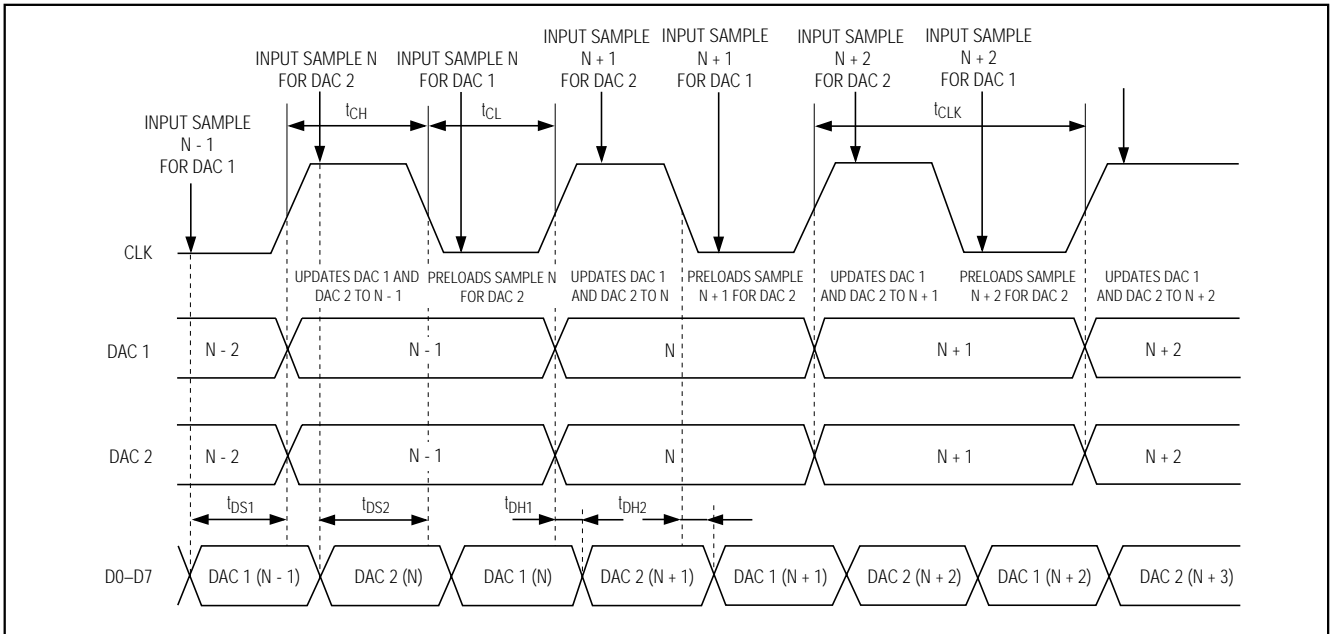 INPUT SAMPLE
N - 1
FOR DAC 1
INPUT SAMPLE N
FOR DAC 2
INPUT SAMPLE N
FOR DAC 1
INPUT SAMPLE
N + 1
FOR DAC 2
INPUT SAMPLE
N + 1
FOR DAC 1
INPUT SAMPLE
N + 2
FOR DAC 2
INPUT SAMPLE
N + 2
FOR DAC 1
tCH
tCL
tCLK
CLK
UPDATES DAC 1 AND
DAC 2 TO N - 1
PRELOADS SAMPLE N
FOR DAC 2
UPDATES DAC 1
AND DAC 2 TO N
PRELOADS SAMPLE
N + 1 FOR DAC 2
UPDATES DAC 1
AND DAC 2 TO N + 1
PRELOADS SAMPLE
N + 2 FOR DAC 2
UPDATES DAC 1
AND DAC 2 TO N + 2
DAC 1
N - 2
N - 1
N
N + 1
N + 2
DAC 2
N - 2
N - 1
N
N + 1
N + 2
tDS1
tDS2
tDH1
tDH2
D0–D7
DAC 1 (N - 1)
DAC 2 (N)
DAC 1 (N)
DAC 2 (N + 1)
DAC 1 (N + 1)
DAC 2 (N + 2)
DAC 1 (N + 2)
DAC 2 (N + 3)